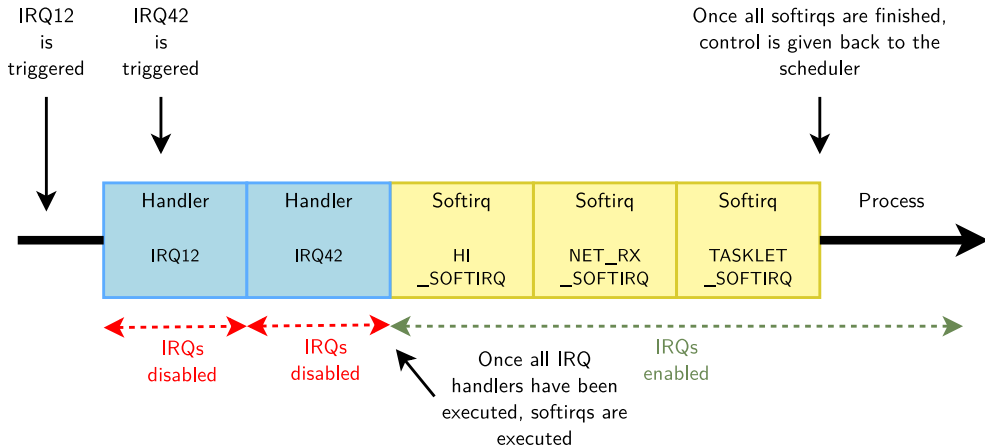 IRQ12
is
triggered
IRQ42
is
triggered
Once all softirqs are finished,
control is given back to the
scheduler
Handler
IRQ12
Handler
IRQ42
Softirq
HI
_SOFTIRQ
Softirq
NET_RX
_SOFTIRQ
Softirq
TASKLET
_SOFTIRQ
Process
IRQs
disabled
IRQs
disabled
Once all IRQ
handlers have been
executed, softirqs are
executed
IRQs
enabled